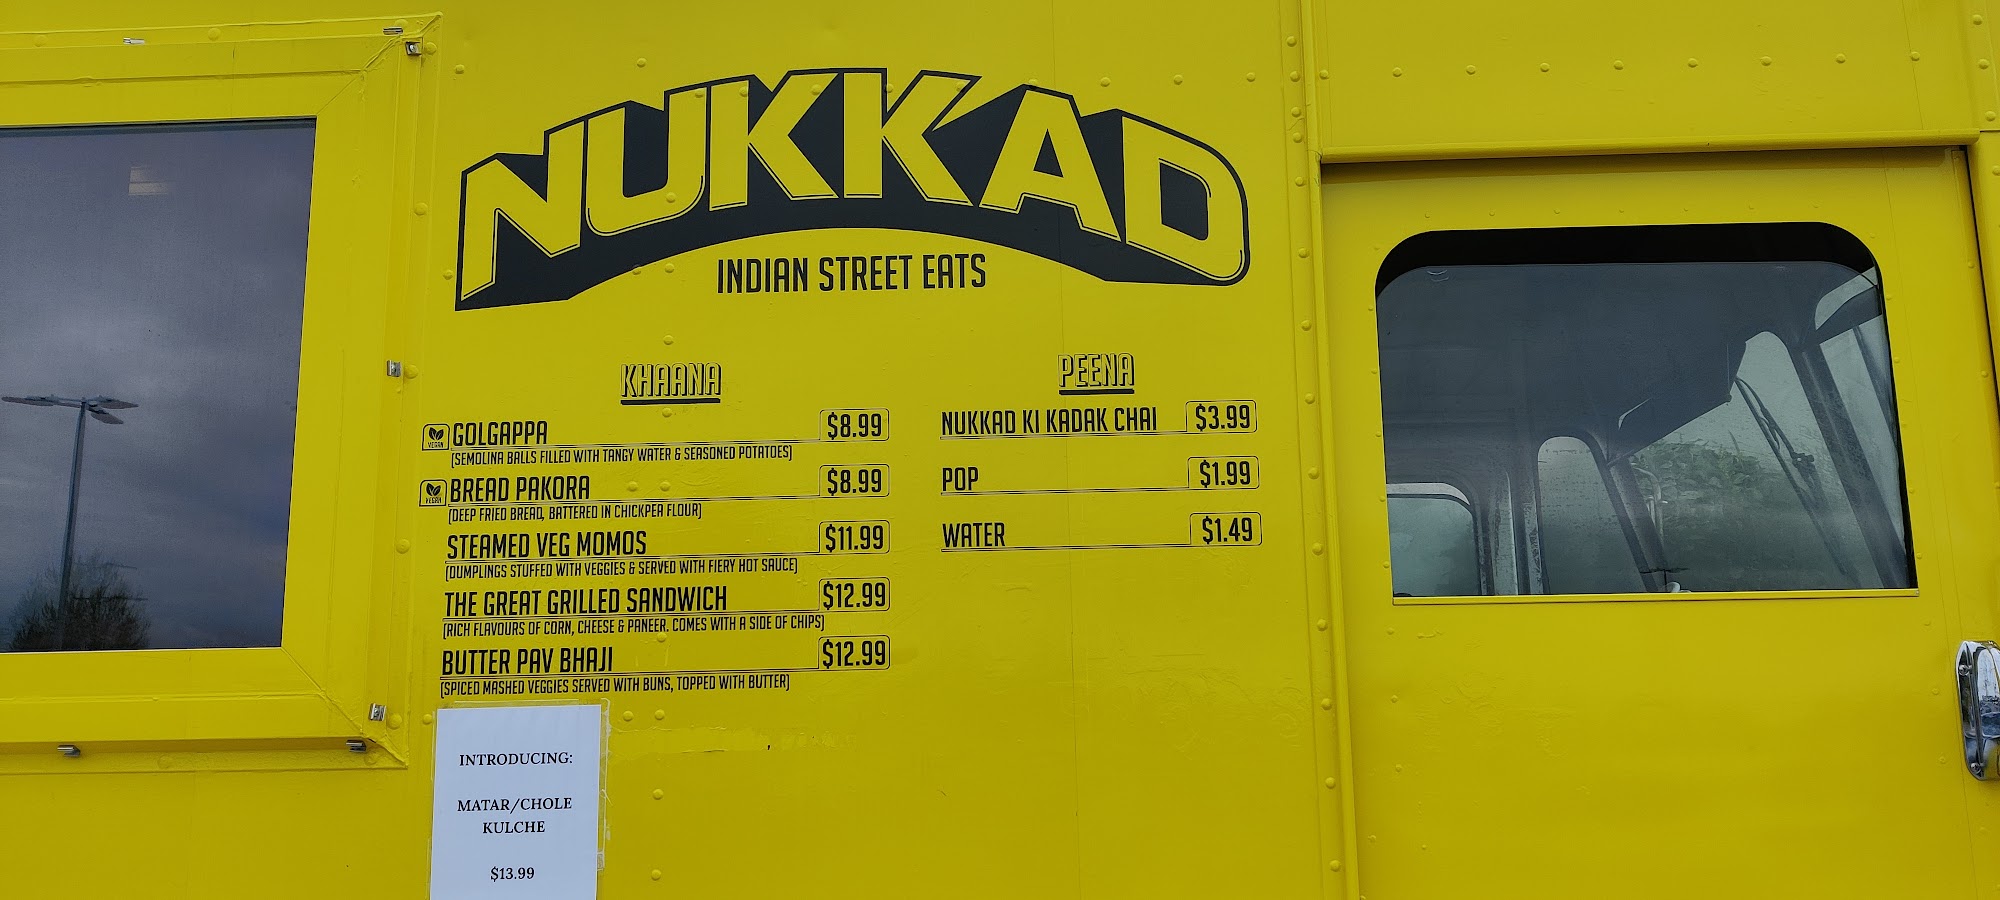 NUKKAD
INDIAN STREET EATS
KHAANA
VEGAN
GOLGAPPA $8.99
(SEMOLINA BALLS FILLED WITH TANGY WATER & SEASONED POTATOES)
VEGAN
BREAD PAKORA $8.99
(DEEP FRIED BREAD, BATTERED IN CHICKPEA FLOUR)
STEAMED VEG MOMOS $11.99
(DUMPLINGS STUFFED WITH VEGGIES & SERVED WITH FIERY HOT SAUCE)
THE GREAT GRILLED SANDWICH $12.99
(RICH FLAVOURS OF CORN, CHEESE & PANEER. COMES WITH A SIDE OF CHIPS)
BUTTER PAV BHAJI $12.99
(SPICED MASHED VEGGIES SERVED WITH BUNS, TOPPED WITH BUTTER)
PEENA
NUKKAD KI KADAK CHAI $3.99
POP $1.99
WATER $1.49
INTRODUCING:
MATAR/CHOLE
KULCHE
$13.99